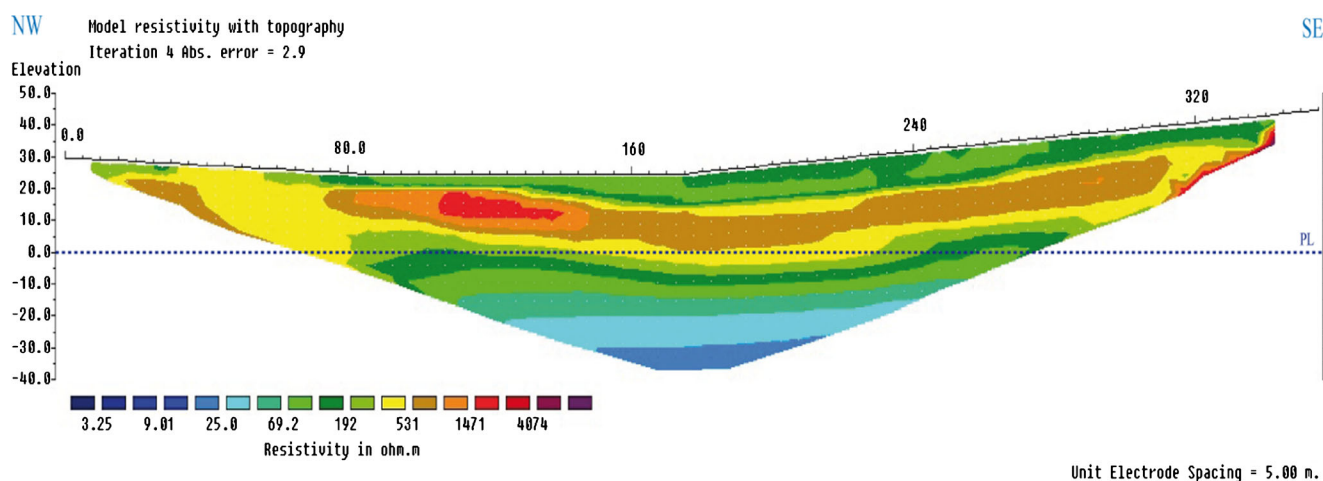 NW
SE
Model resistivity with topography
Iteration 4 Abs. error = 2.9
Elevation
50.0
40.0
30.0
20.0
10.0
0.0
-10.0
-20.0
-30.0
-40.0
0.0
80.0
160
240
320
PL
3.25 9.01 25.0 69.2 192 531 1471 4074
Resistivity in ohm.m
Unit Electrode Spacing = 5.00 m.